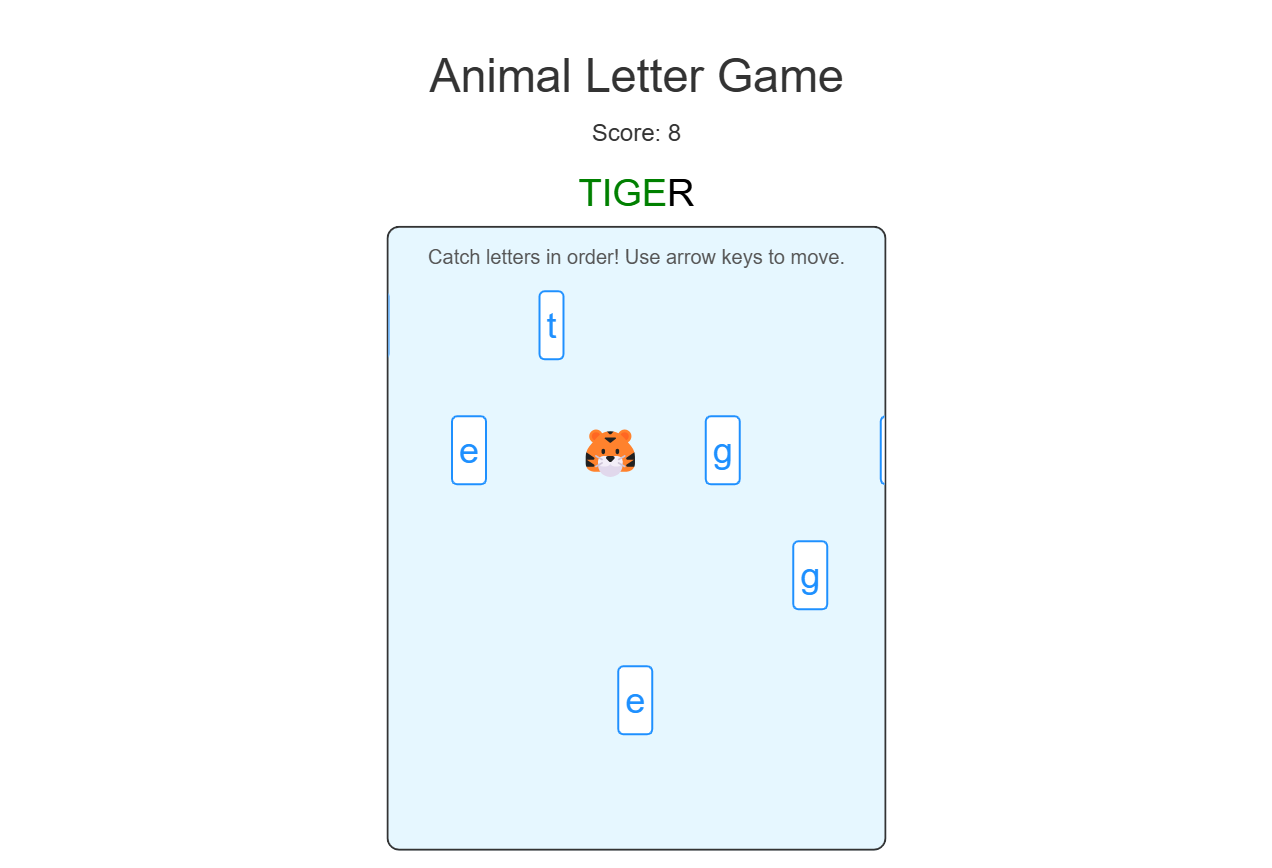 Animal Letter Game
Score: 8
TIGER
Catch letters in order! Use arrow keys to move.
t
e g
g
e